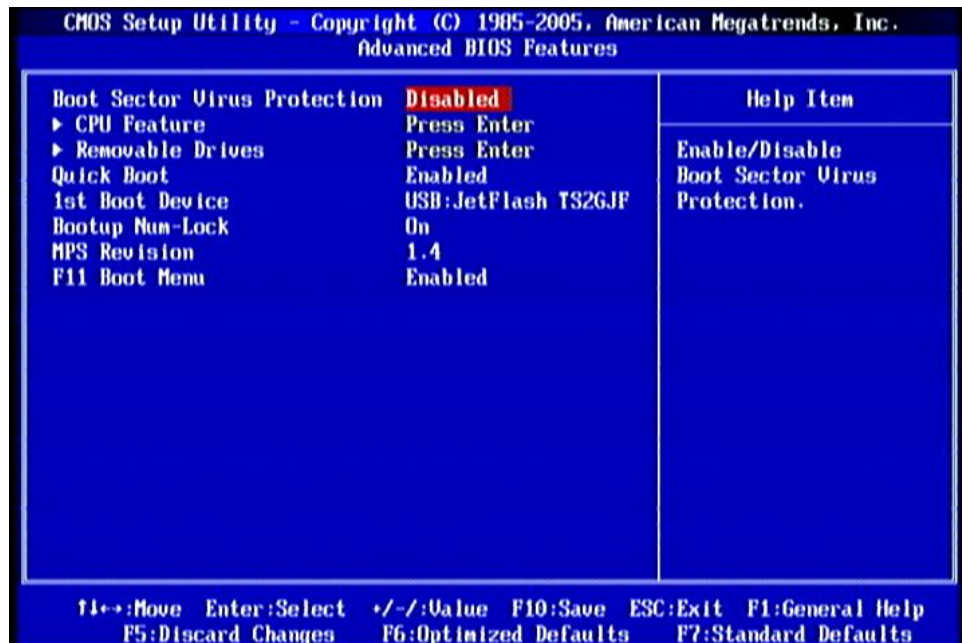 CMOS Setup Utility - Copyright (C) 1985-2005, American Megatrends, Inc.
Advanced BIOS Features
Boot Sector Virus Protection Disabled
▶ CPU Feature Press Enter
▶ Removable Drives Press Enter
Quick Boot Enabled
1st Boot Device USB:JetFlash TS2GJF
Bootup Num-Lock On
MPS Revision 1.4
F11 Boot Menu Enabled
Help Item
Enable/Disable
Boot Sector Virus
Protection.
↑↓←→:Move Enter:Select +/-/:Value F10:Save ESC:Exit F1:General Help
F5:Discard Changes F6:Optimized Defaults F7:Standard Defaults